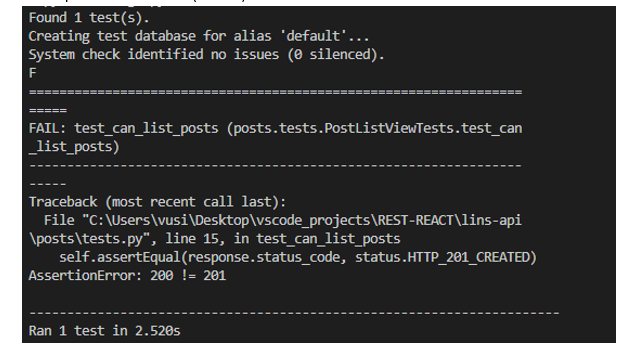 Found 1 test(s).
Creating test database for alias 'default'...
System check identified no issues (0 silenced).
F
=================================================================
=====
FAIL: test_can_list_posts (posts.tests.PostListViewTests.test_can
_list_posts)
-----------------------------------------------------------------
-----
Traceback (most recent call last):
  File "C:\Users\vusi\Desktop\vscode_projects\REST-REACT\lins-api
\posts\tests.py", line 15, in test_can_list_posts
    self.assertEqual(response.status_code, status.HTTP_201_CREATED)
AssertionError: 200 != 201
----------------------------------------------------------------------
Ran 1 test in 2.520s